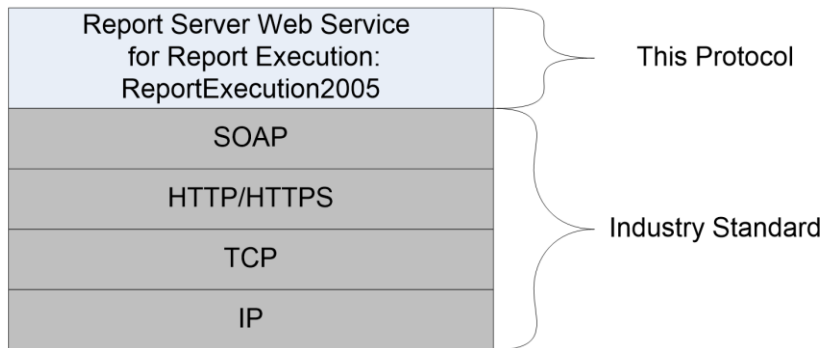 Report Server Web Service
for Report Execution:
ReportExecution2005
This Protocol
SOAP
HTTP/HTTPS
TCP
IP
Industry Standard